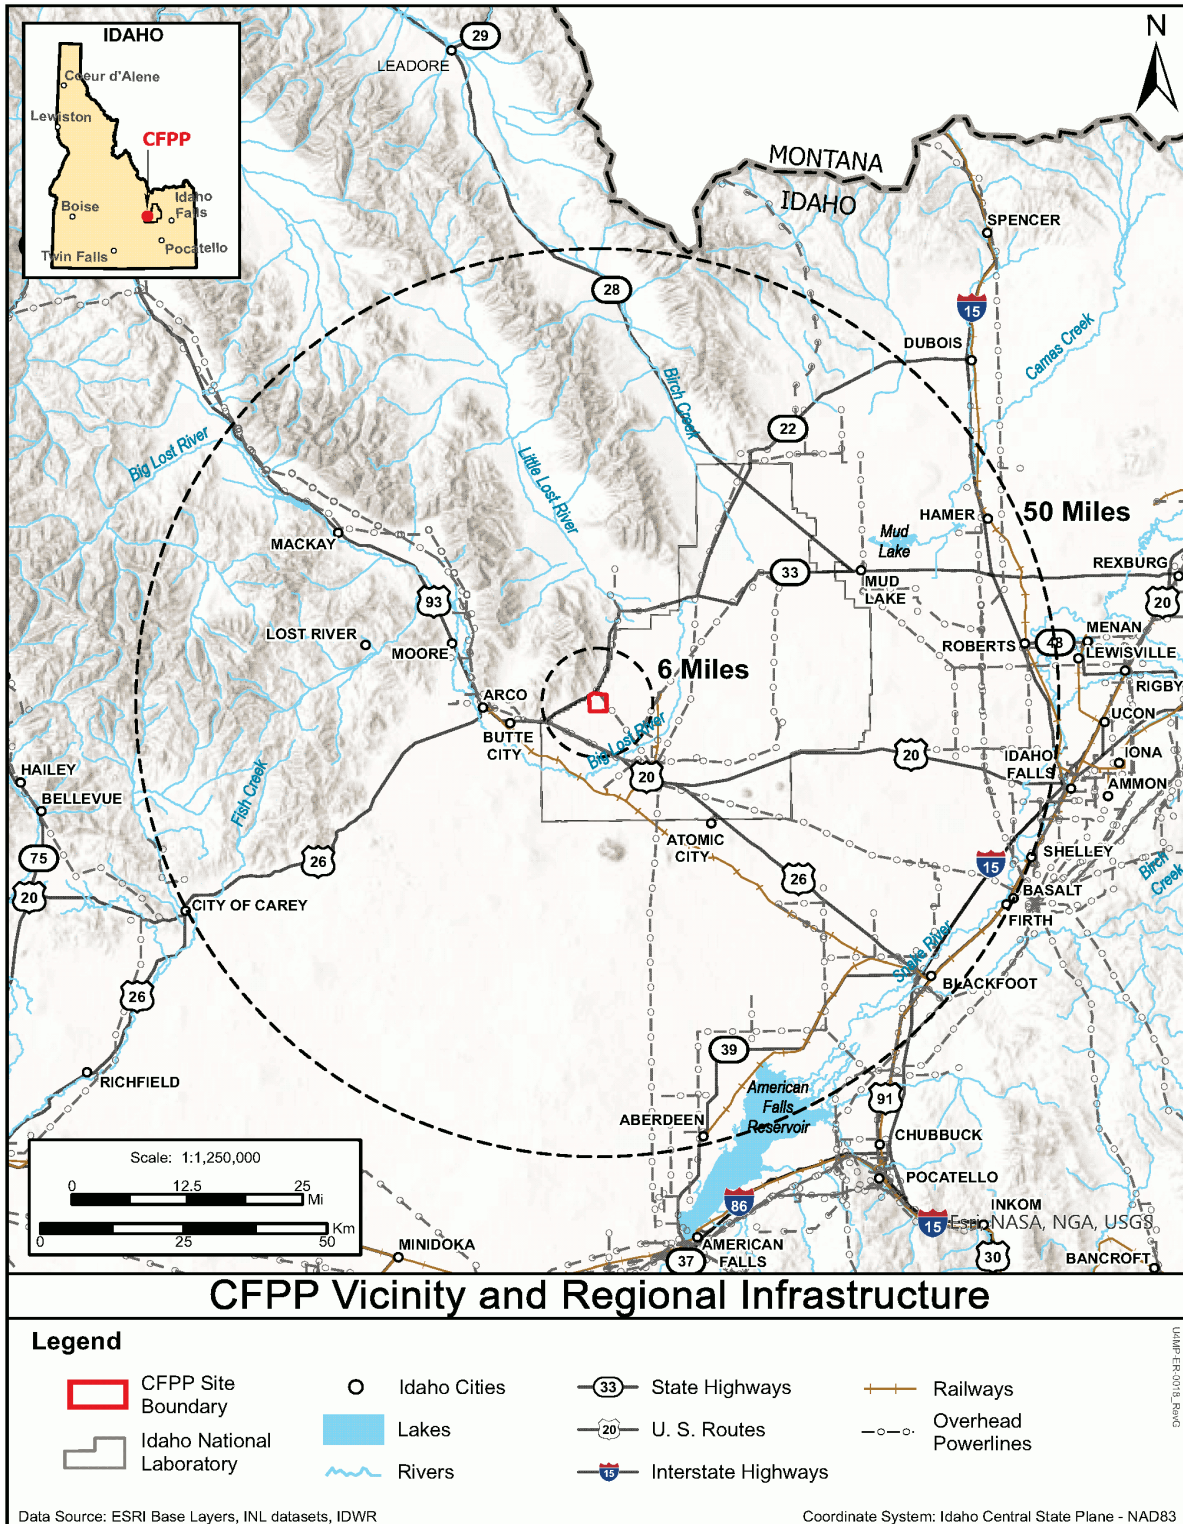 IDAHO
Coeur d'Alene
Lewiston
CFPP
Boise
Idaho
Falls
Twin Falls
Pocatello
29
LEADORE
N
MONTANA
IDAHO
SPENCER
28
15
DUBOIS
Camas Creek
Birch Creek
22
Big Lost River
Little Lost River
HAMER
50 Miles
MACKAY
Mud
Lake
33
MUD
LAKE
REXBURG
20
93
LOST RIVER
MOORE
ROBERTS
48
MENAN
LEWISVILLE
RIGBY
6 Miles
ARCO
BUTTE
CITY
Big Lost River
UCON
20
20
IDAHO
FALLS
IONA
AMMON
HAILEY
BELLEVUE
Fish Creek
ATOMIC
CITY
75
26
26
15
SHELLEY
Birch
Creek
20
CITY OF CAREY
BASALT
FIRTH
Snake River
26
BLACKFOOT
39
RICHFIELD
American
Falls
Reservoir
91
ABERDEEN
CHUBBUCK
POCATELLO
Scale: 1:1,250,000
0 12.5 25
Mi
Km
0 25 50
86
15
INKOM
Esri, NASA, NGA, USGS
MINIDOKA
37
AMERICAN
FALLS
30
BANCROFT
CFPP Vicinity and Regional Infrastructure
Legend
CFPP Site
Boundary
Idaho National
Laboratory
Idaho Cities
Lakes
Rivers
33 State Highways
20 U. S. Routes
15 Interstate Highways
Railways
Overhead
Powerlines
U4MP-ER-0018_RevG
Data Source: ESRI Base Layers, INL datasets, IDWR
Coordinate System: Idaho Central State Plane - NAD83